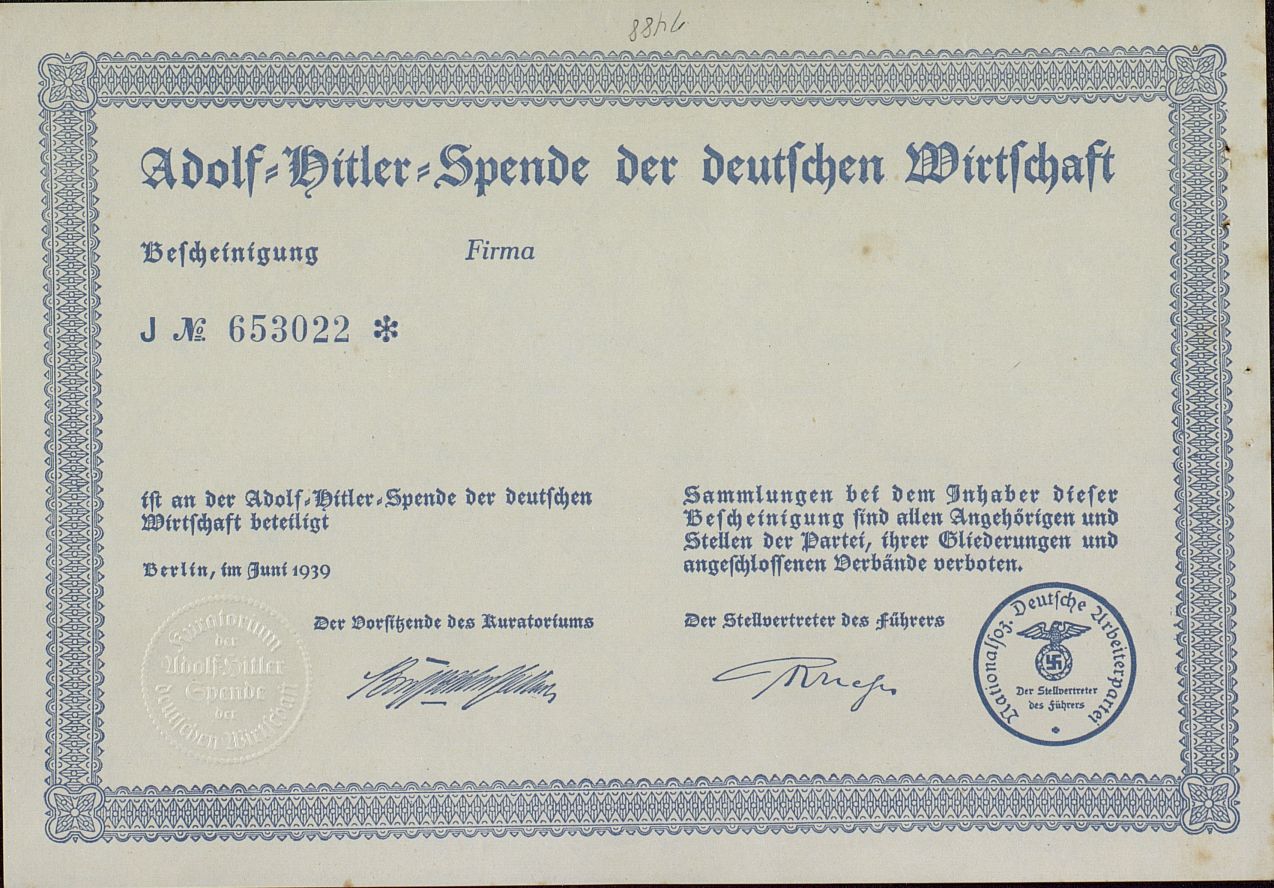 7488
Adolf-Hitler-Spende der deutschen Wirtschaft
Bescheinigung
Firma
J № 653022 *
ist an der Adolf-Hitler-Spende der deutschen
Wirtschaft beteiligt
Berlin, im Juni 1939
Sammlungen bei dem Inhaber dieser
Bescheinigung sind allen Angehörigen und
Stellen der Partei, ihrer Gliederungen und
angeschlossenen Verbände verboten.
Der Vorsitzende des Kuratoriums
Der Stellvertreter des Führers
Kuratorium
der
Adolf-Hitler
Spende
der
deutschen Wirtschaft
Nationalsoz. Deutsche Arbeiterpartei
Der Stellvertreter
des Führers